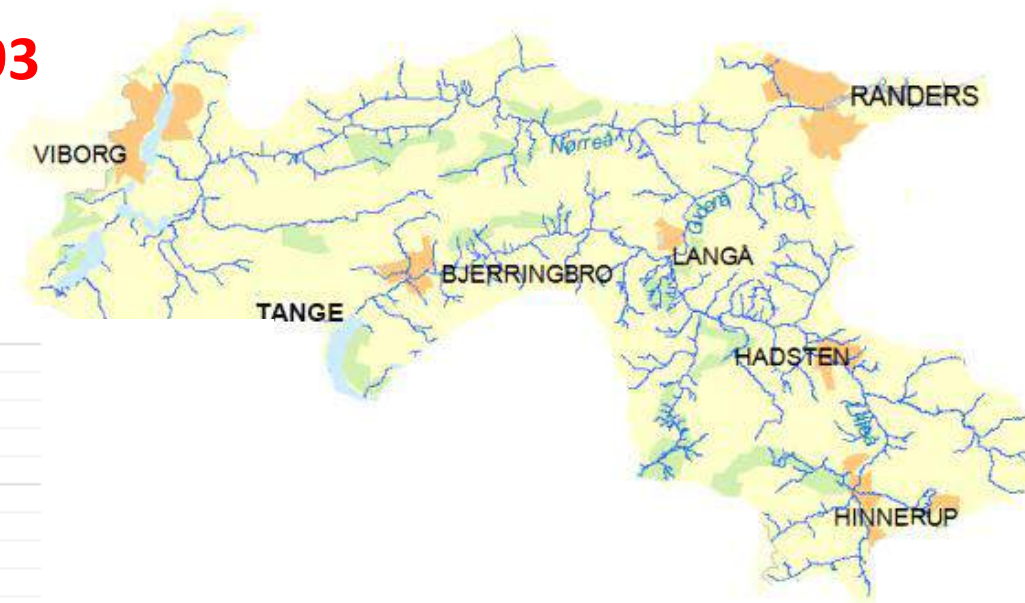 03
RANDERS
VIBORG
Nørreå
Gudenå
LANGÅ
BJERRINGBRO
TANGE
HADSTEN
Lilleå
HINNERUP